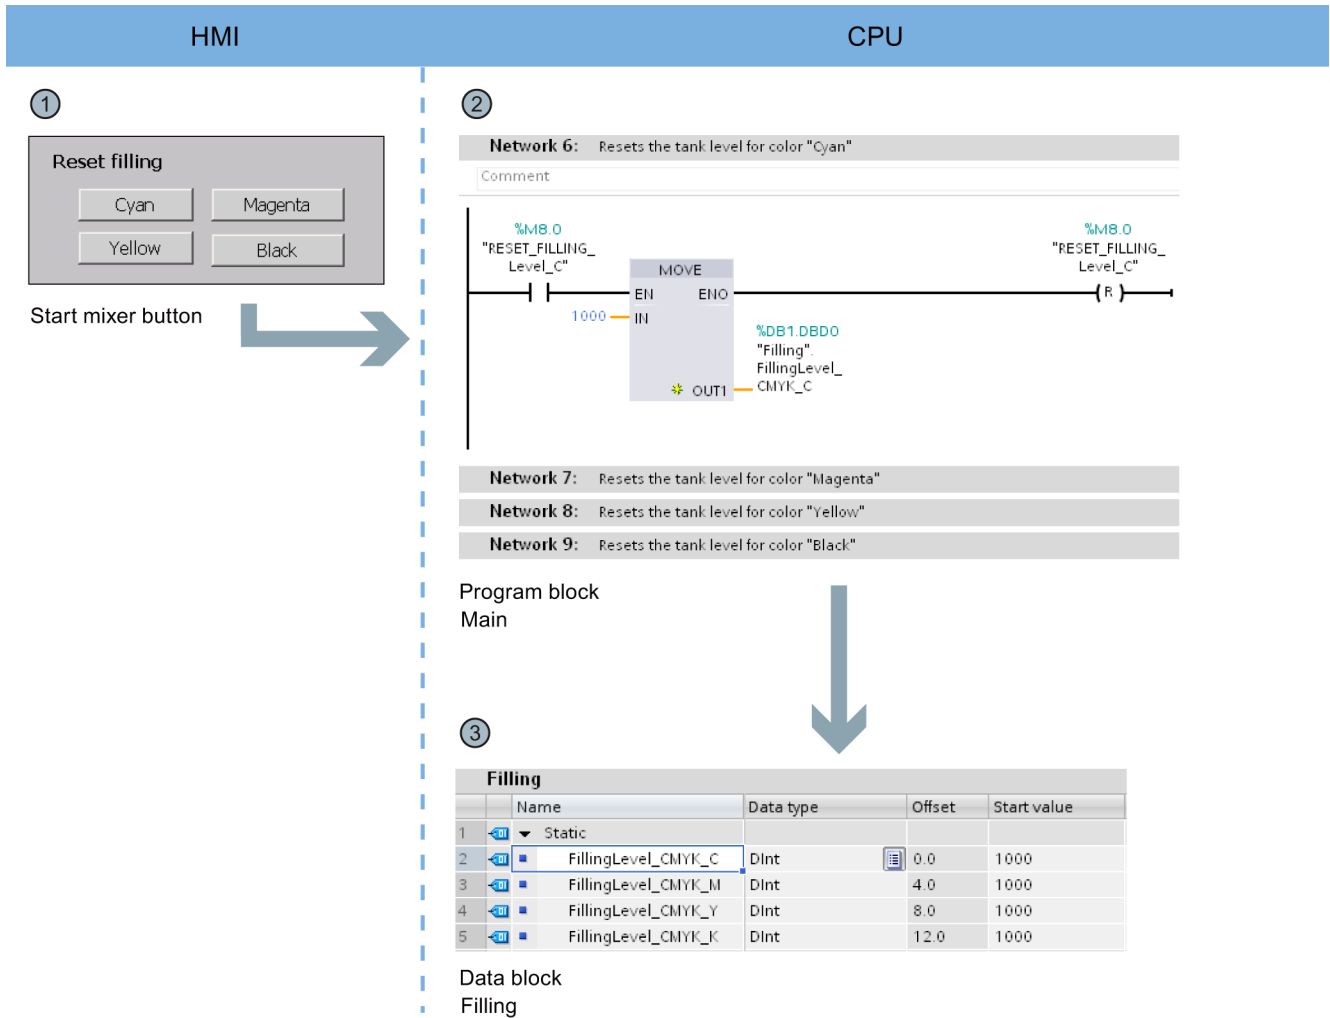 HMI
CPU
1
Reset filling
Cyan
Magenta
Yellow
Black
Start mixer button
2
Network 6: Resets the tank level for color "Cyan"
Comment
%M8.0
"RESET_FILLING_
Level_C"
MOVE
EN
ENO
1000
IN
OUT1
%DB1.DBD0
"Filling".
FillingLevel_
CMYK_C
%M8.0
"RESET_FILLING_
Level_C"
R
Network 7: Resets the tank level for color "Magenta"
Network 8: Resets the tank level for color "Yellow"
Network 9: Resets the tank level for color "Black"
Program block
Main
3
Filling
Name Data type Offset Start value
1 Static
2 FillingLevel_CMYK_C DInt 0.0 1000
3 FillingLevel_CMYK_M DInt 4.0 1000
4 FillingLevel_CMYK_Y DInt 8.0 1000
5 FillingLevel_CMYK_K DInt 12.0 1000
Data block
Filling